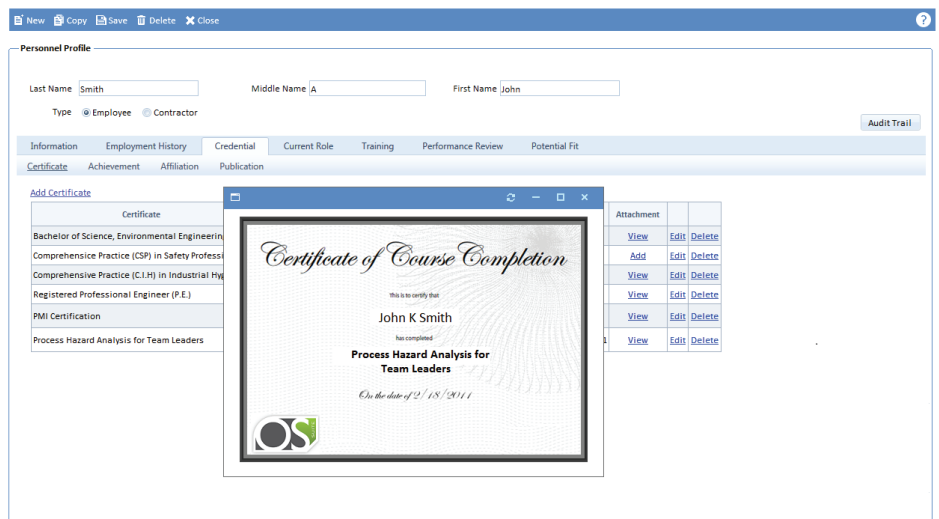 New Copy Save Delete Close ?
Personnel Profile
Last Name Smith Middle Name A First Name John
Type Employee Contractor
Audit Trail
Information Employment History Credential Current Role Training Performance Review Potential Fit
Certificate Achievement Affiliation Publication
Add Certificate
Certificate Attachment
Bachelor of Science, Environmental Engineering View Edit Delete
Comprehensice Practice (CSP) in Safety Professi Add Edit Delete
Comprehensive Practice (C.I.H) in Industrial Hyg View Edit Delete
Registered Professional Engineer (P.E.) View Edit Delete
PMI Certification View Edit Delete
Process Hazard Analysis for Team Leaders 1 View Edit Delete
Certificate of Course Completion
This is to certify that
John K Smith
has completed
Process Hazard Analysis for
Team Leaders
On the date of 2/18/2011
OS